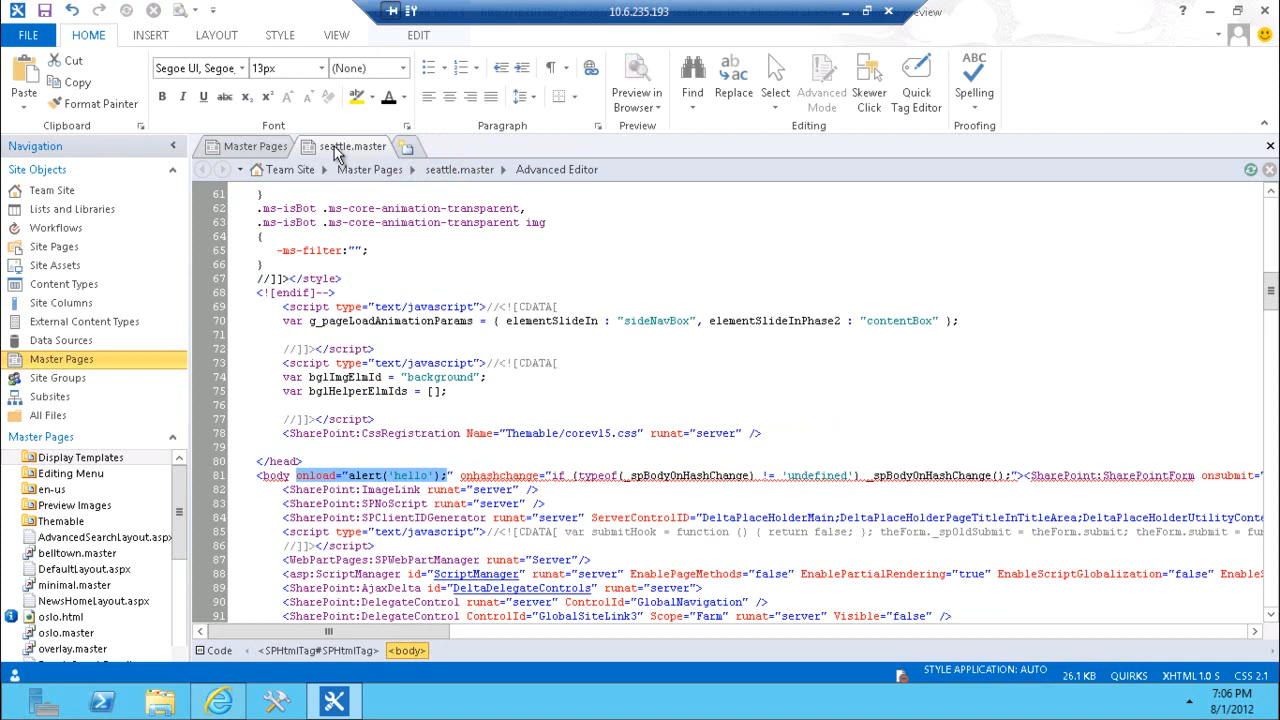 10.6.235.193
FILE HOME INSERT LAYOUT STYLE VIEW EDIT
Paste
Cut
Copy
Format Painter
Clipboard
Segoe UI, Segoe, 13px (None)
Font
Paragraph
Preview in Browser
Preview
Find
Replace
Select
Advanced Mode
Skewer Click
Quick Tag Editor
Editing
ABC
Spelling
Proofing
Navigation
Site Objects
Team Site
Lists and Libraries
Workflows
Site Pages
Site Assets
Content Types
Site Columns
External Content Types
Data Sources
Master Pages
Site Groups
Subsites
All Files
Master Pages
Display Templates
Editing Menu
en-us
Preview Images
Themable
AdvancedSearchLayout.aspx
belltown.master
DefaultLayout.aspx
minimal.master
NewsHomeLayout.aspx
oslo.html
oslo.master
overlay.master
Master Pages seattle.master
Team Site Master Pages seattle.master Advanced Editor
61 }
62 .ms-isBot .ms-core-animation-transparent,
63 .ms-isBot .ms-core-animation-transparent img
64 {
65 -ms-filter:"";
66 }
67 //]]></style>
68 <![endif]-->
69 <script type="text/javascript">//<![CDATA[
70 var g_pageLoadAnimationParams = { elementSlideIn : "sideNavBox", elementSlideInPhase2 : "contentBox" };
71
72 //]]></script>
73 <script type="text/javascript">//<![CDATA[
74 var bglImgElmId = "background";
75 var bglHelperElmIds = [];
76
77 //]]></script>
78 <SharePoint:CssRegistration Name="Themable/corev15.css" runat="server" />
79
80 </head>
81 <body onload="alert('hello');" onhashchange="if (typeof(_spBodyOnHashChange) != 'undefined') _spBodyOnHashChange();"><SharePoint:SharePointForm onsubmit="
82 <SharePoint:ImageLink runat="server" />
83 <SharePoint:SPNoScript runat="server" />
84 <SharePoint:SPClientIDGenerator runat="server" ServerControlID="DeltaPlaceHolderMain;DeltaPlaceHolderPageTitleInTitleArea;DeltaPlaceHolderUtilityConte
85 <script type="text/javascript">//<![CDATA[ var submitHook = function () { return false; }; theForm._spOldSubmit = theForm.submit; theForm.submit = fun
86 //]]></script>
87 <WebPartPages:SPWebPartManager runat="Server"/>
88 <asp:ScriptManager id="ScriptManager" runat="server" EnablePageMethods="false" EnablePartialRendering="true" EnableScriptGlobalization="false" EnableS
89 <SharePoint:AjaxDelta id="DeltaDelegateControls" runat="server">
90 <SharePoint:DelegateControl runat="server" ControlId="GlobalNavigation" />
91 <SharePoint:DelegateControl ControlId="GlobalSiteLink3" Scope="Farm" runat="server" Visible="false" />
Code <SPHtmlTag#SPHtmlTag> <body>
STYLE APPLICATION: AUTO 26.1 KB QUIRKS XHTML 1.0 S CSS 2.1
7:06 PM
8/1/2012